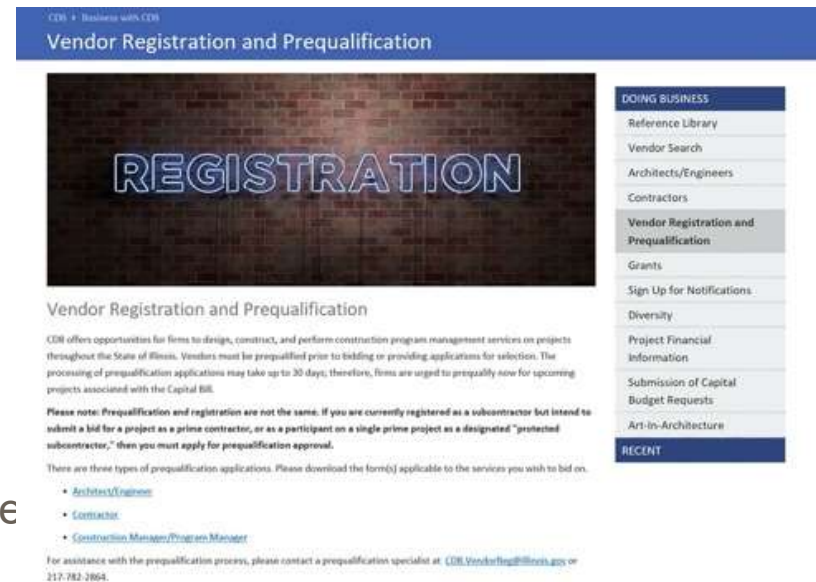 CDB • Business with CDB
Vendor Registration and Prequalification
REGISTRATION
Vendor Registration and Prequalification
CDB offers opportunities for firms to design, construct, and perform construction program management services on projects
throughout the State of Illinois. Vendors must be prequalified prior to bidding or providing applications for selection. The
processing of prequalification applications may take up to 30 days; therefore, firms are urged to prequalify now for upcoming
projects associated with the Capital Bill.
Please note: Prequalification and registration are not the same. If you are currently registered as a subcontractor but intend to
submit a bid for a project as a prime contractor, or as a participant on a single prime project as a designated "protected
subcontractor," then you must apply for prequalification approval.
There are three types of prequalification applications. Please download the form(s) applicable to the services you wish to bid on.
• Architect/Engineer
• Contractor
• Construction Manager/Program Manager
For assistance with the prequalification process, please contact a prequalification specialist at CDB.VendorReg@Illinois.gov or
217-782-2864.
DOING BUSINESS
Reference Library
Vendor Search
Architects/Engineers
Contractors
Vendor Registration and
Prequalification
Grants
Sign Up for Notifications
Diversity
Project Financial
Information
Submission of Capital
Budget Requests
Art-in-Architecture
RECENT
e